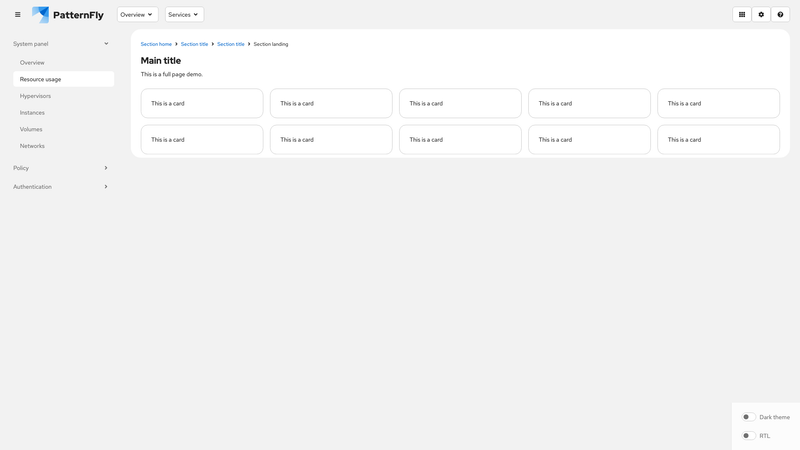 PatternFly
Overview
Services
System panel
Overview
Resource usage
Hypervisors
Instances
Volumes
Networks
Policy
Authentication
Section home
Section title
Section title
Section landing
Main title
This is a full page demo.
This is a card
This is a card
This is a card
This is a card
This is a card
This is a card
This is a card
This is a card
This is a card
This is a card
Dark theme
RTL